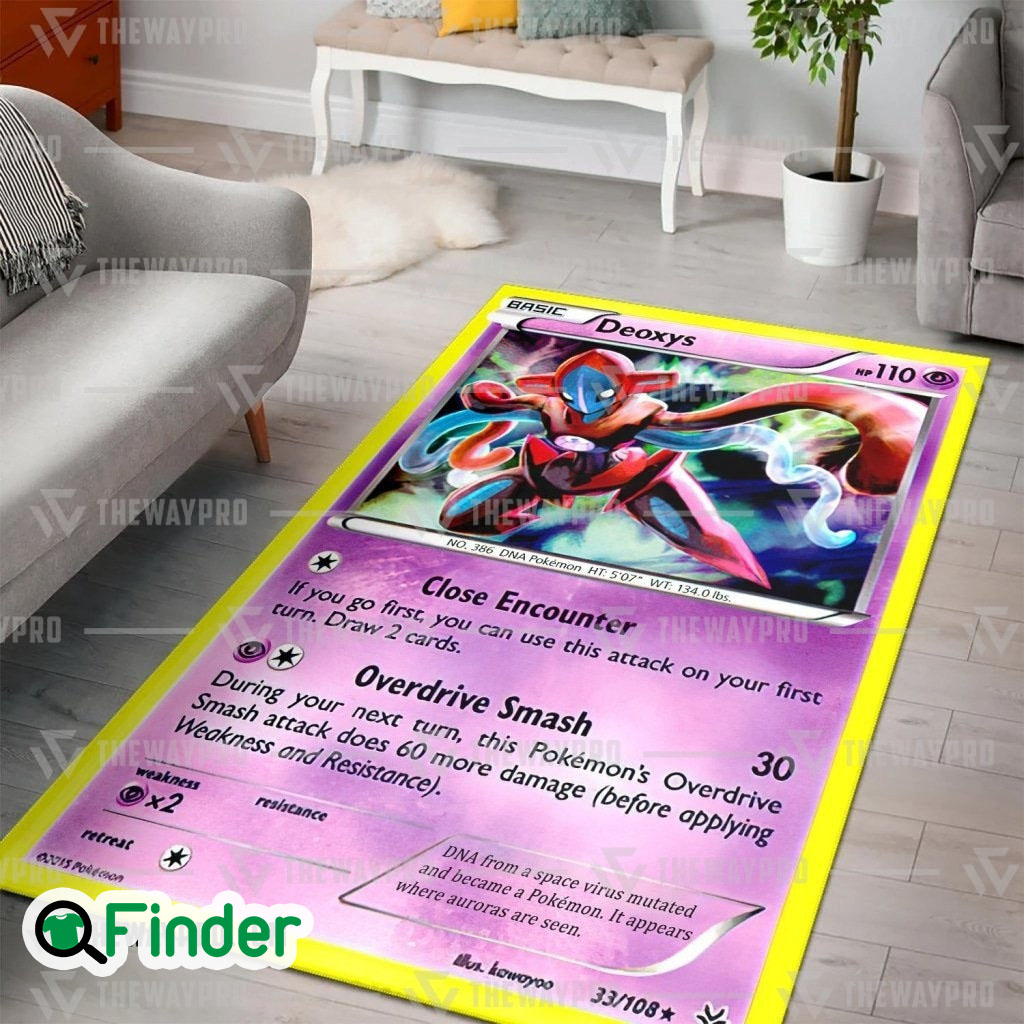 THEWAYPRO
BASIC
Deoxys
HP 110
NO. 386 DNA Pokémon HT: 5'07" WT: 134.0 lbs.
Close Encounter
If you go first, you can use this attack on your first
turn. Draw 2 cards.
Overdrive Smash
30
During your next turn, this Pokémon's Overdrive
Smash attack does 60 more damage (before applying
Weakness and Resistance).
weakness
x2
resistance
retreat
DNA from a space virus mutated
and became a Pokémon. It appears
where auroras are seen.
©2015 Pokémon
Illus. kawayoo
33/108★
Finder